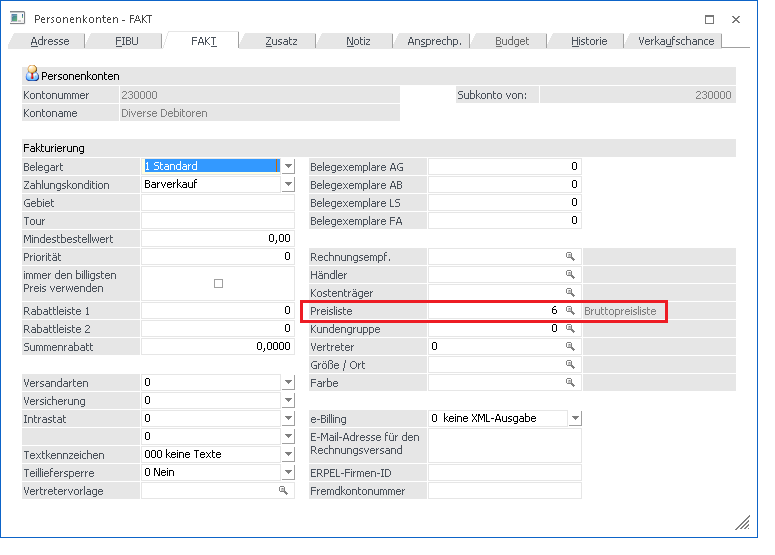 Personenkonten - FAKT
Adresse FIBU FAKT Zusatz Notiz Ansprechp. Budget Historie Verkaufschance
Personenkonten
Kontonummer 230000 Subkonto von: 230000
Kontoname Diverse Debitoren
Fakturierung
Belegart 1 Standard Belegexemplare AG 0
Zahlungskondition Barverkauf Belegexemplare AB 0
Gebiet Belegexemplare LS 0
Tour Belegexemplare FA 0
Mindestbestellwert 0,00
Priorität 0 Rechnungsempf.
immer den billigsten
Preis verwenden
Händler
Kostenträger
Rabattleiste 1 0 Preisliste 6 Bruttopreisliste
Rabattleiste 2 0 Kundengruppe 0
Summenrabatt 0,0000 Vertreter 0
Größe / Ort
Versandarten 0 Farbe
Versicherung 0
Intrastat 0 e-Billing 0 keine XML-Ausgabe
0 E-Mail-Adresse für den
Rechnungsversand
Textkennzeichen 000 keine Texte
Teilliefersperre 0 Nein ERPEL-Firmen-ID
Vertretervorlage Fremdkontonummer